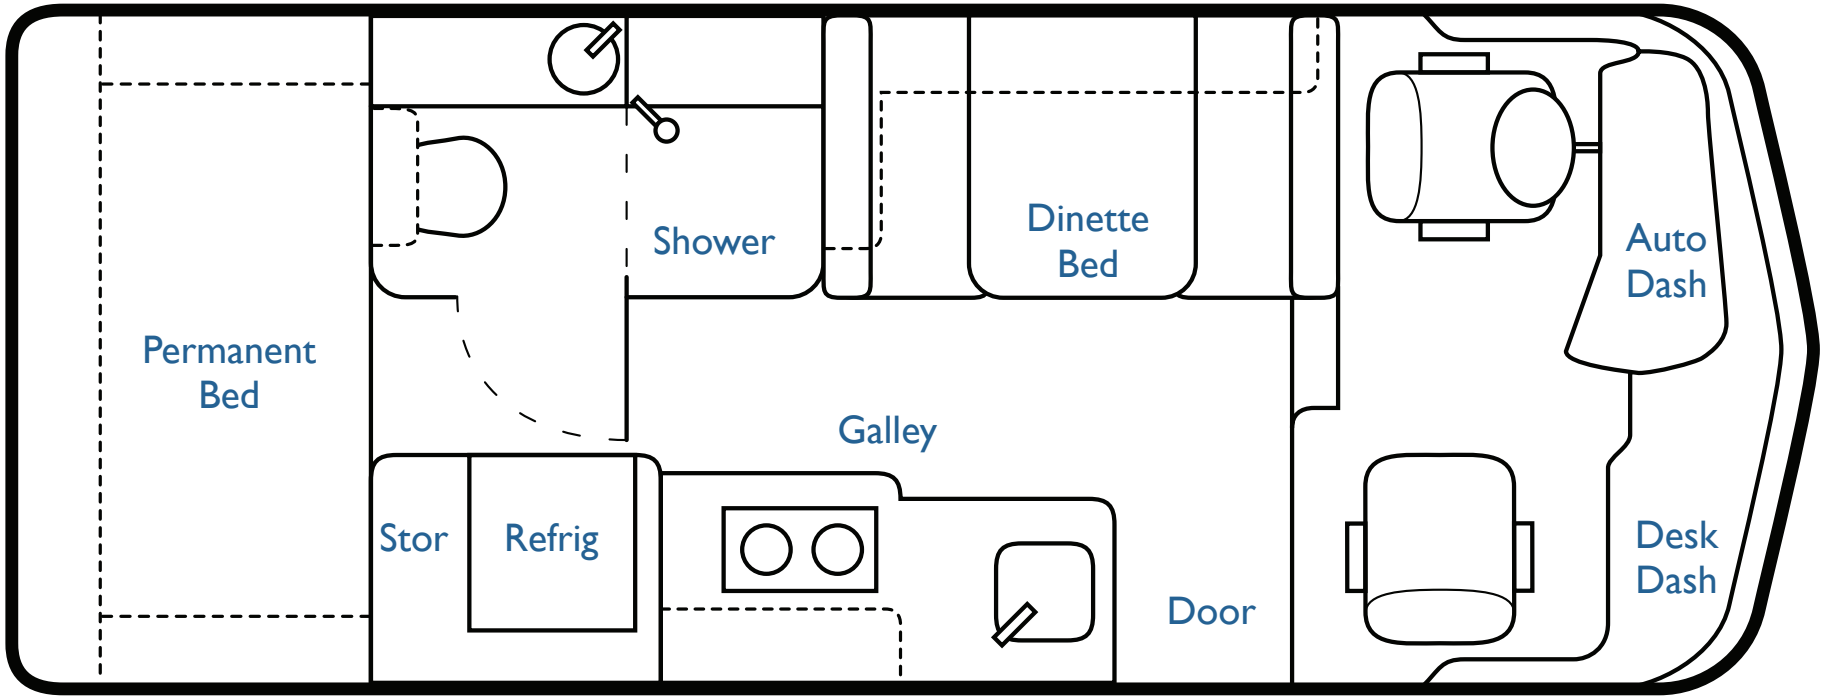 Shower
Dinette
Bed
Auto
Dash
Permanent
Bed
Galley
Stor
Refrig
Door
Desk
Dash